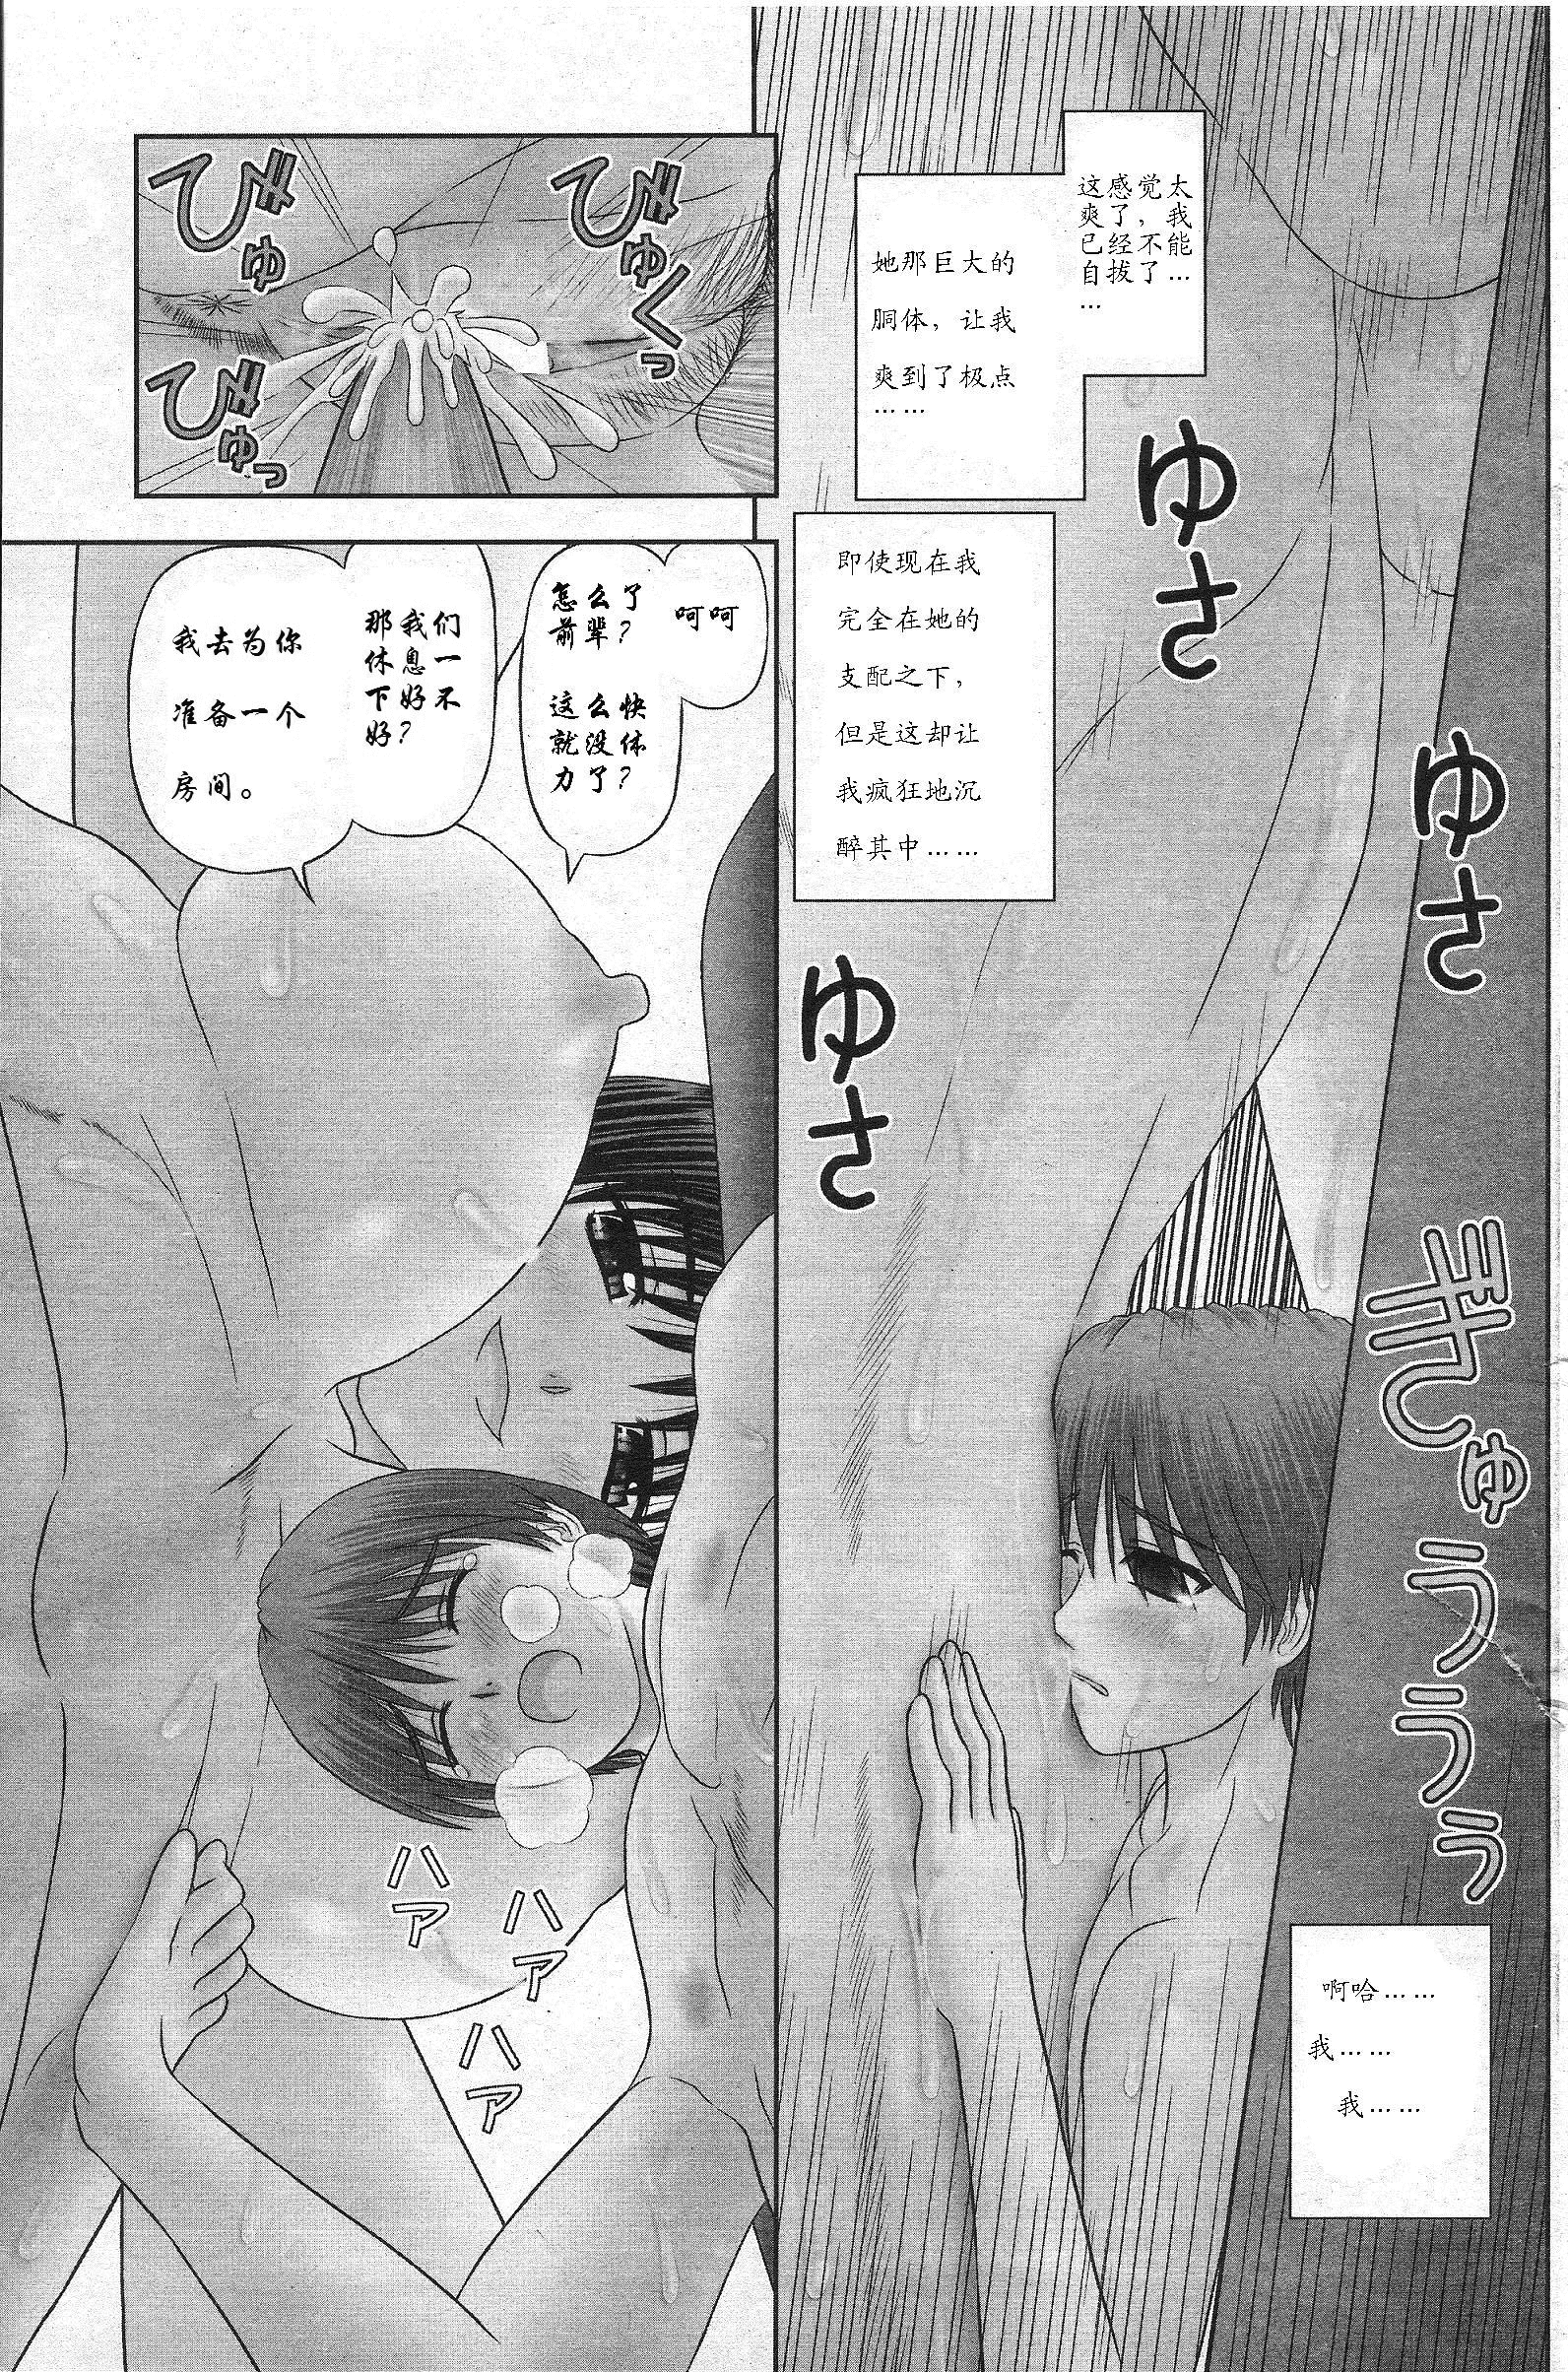 这感觉太
爽了，我
已经不能
自拔了…
…
她那巨大的
胴体，让我
爽到了极点
……
即使现在我
完全在她的
支配之下，
但是这却让
我疯狂地沉
醉其中……
ゆさ
ゆさ
ゆさ
ぎゅううぅぅ
啊哈……
我……
我……
びゅくっ
びゅ
びゅっ
呵呵
怎么了
前辈？
这么快
就没体
力了？
那我们
休息一
下好不
好？
我去为你
准备一个
房间。
ハァ
ハァ
ハァ